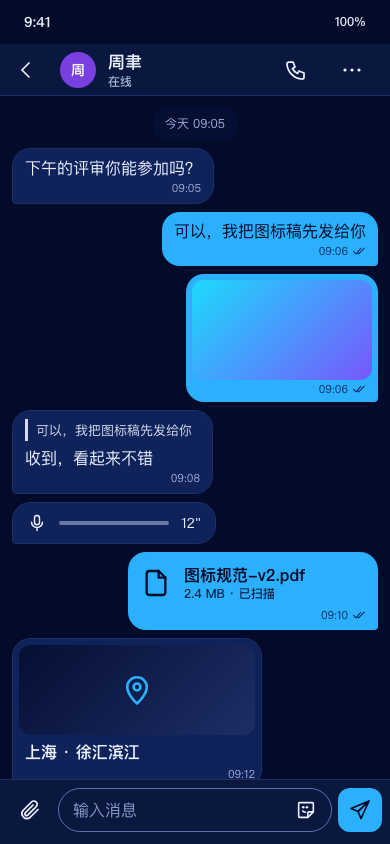 9:41
100%
周
周聿
在线
今天 09:05
下午的评审你能参加吗?
09:05
可以，我把图标稿先发给你
09:06
09:06
可以，我把图标稿先发给你
收到，看起来不错
09:08
12"
图标规范-v2.pdf
2.4 MB · 已扫描
09:10
上海 · 徐汇滨江
09:12
输入消息